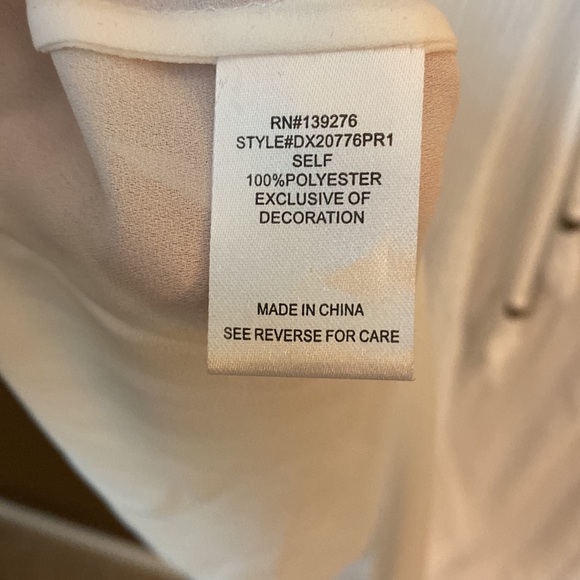 RN#139276
STYLE#DX20776PR1
SELF
100%POLYESTER
EXCLUSIVE OF
DECORATION
MADE IN CHINA
SEE REVERSE FOR CARE